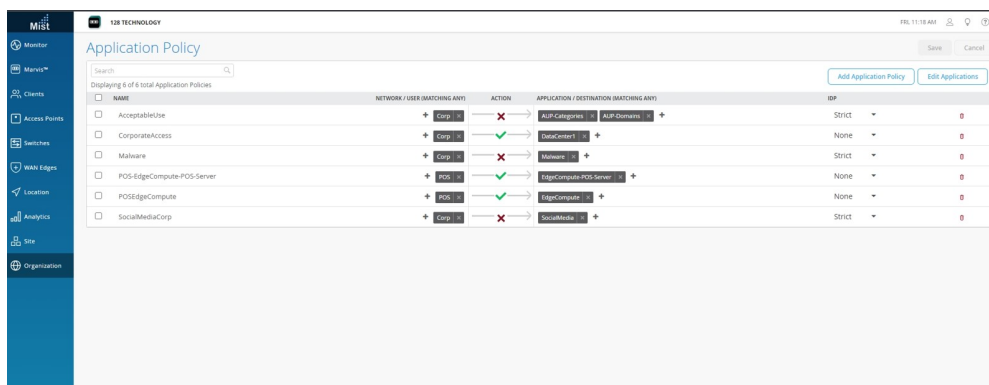 Mist
128 TECHNOLOGY
FRI, 11:18 AM
Monitor
Marvis™
Clients
Access Points
Switches
WAN Edges
Location
Analytics
Site
Organization
Application Policy
Save Cancel
Search
Displaying 6 of 6 total Application Policies
Add Application Policy Edit Applications
NAME NETWORK / USER (MATCHING ANY) ACTION APPLICATION / DESTINATION (MATCHING ANY) IDP
AcceptableUse + Corp × AUP-Categories × AUP-Domains × + Strict
CorporateAccess + Corp × DataCenter1 × + None
Malware + Corp × Malware × + Strict
POS-EdgeCompute-POS-Server + POS × EdgeCompute-POS-Server × + None
POSEdgeCompute + POS × EdgeCompute × + None
SocialMediaCorp + Corp × SocialMedia × + Strict